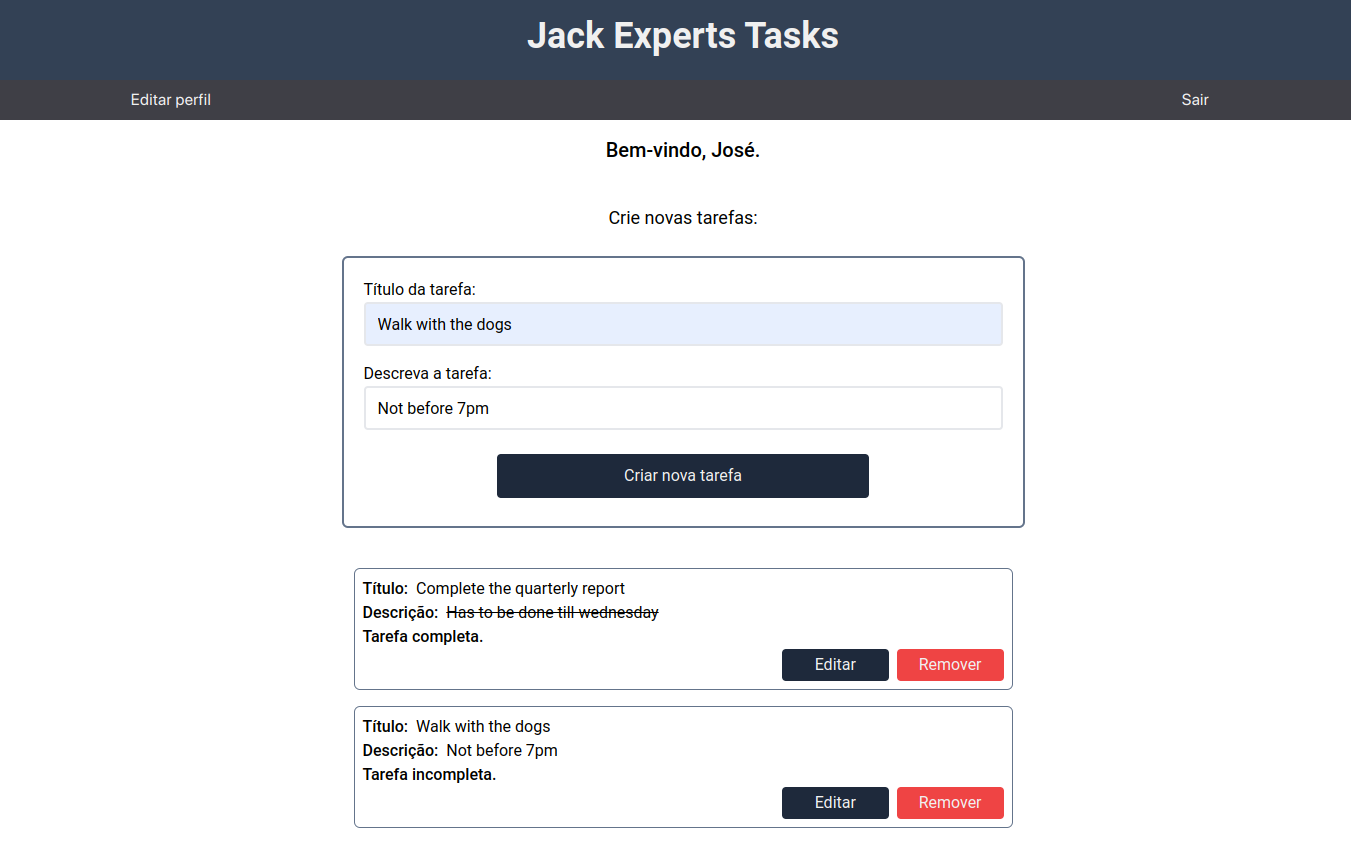 Jack Experts Tasks
Editar perfil Sair
Bem-vindo, José.
Crie novas tarefas:
Título da tarefa:
Walk with the dogs
Descreva a tarefa:
Not before 7pm
Criar nova tarefa
Título: Complete the quarterly report
Descrição: Has to be done till wednesday
Tarefa completa.
Editar Remover
Título: Walk with the dogs
Descrição: Not before 7pm
Tarefa incompleta.
Editar Remover